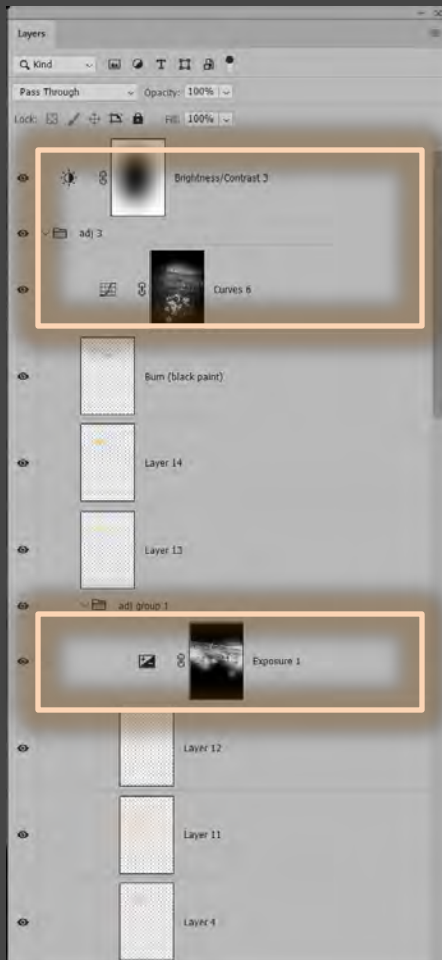 Layers
Kind
Pass Through Opacity: 100%
Lock: Fill: 100%
Brightness/Contrast 3
adj 3
Curves 6
Burn (black paint)
Layer 14
Layer 13
adj group 1
Exposure 1
Layer 12
Layer 11
Layer 4